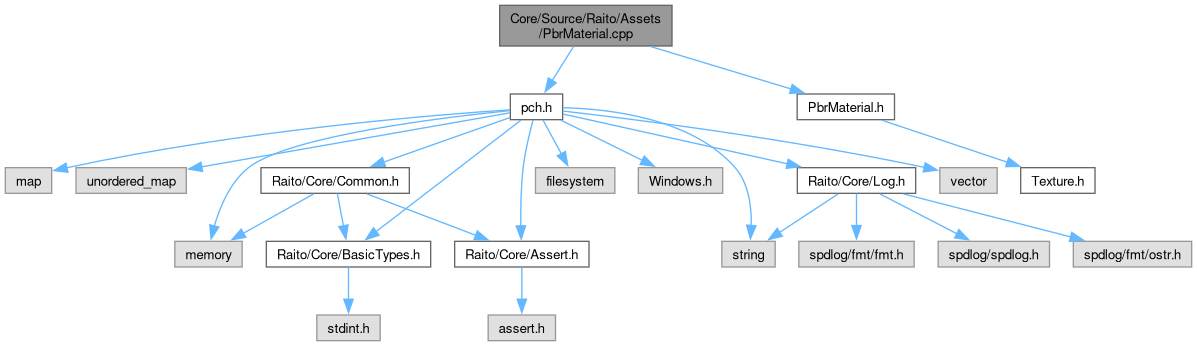 Core/Source/Raito/Assets
/PbrMaterial.cpp
pch.h
PbrMaterial.h
map
unordered_map
Raito/Core/Common.h
filesystem
Windows.h
Raito/Core/Log.h
vector
Texture.h
memory
Raito/Core/BasicTypes.h
Raito/Core/Assert.h
string
spdlog/fmt/fmt.h
spdlog/spdlog.h
spdlog/fmt/ostr.h
stdint.h
assert.h